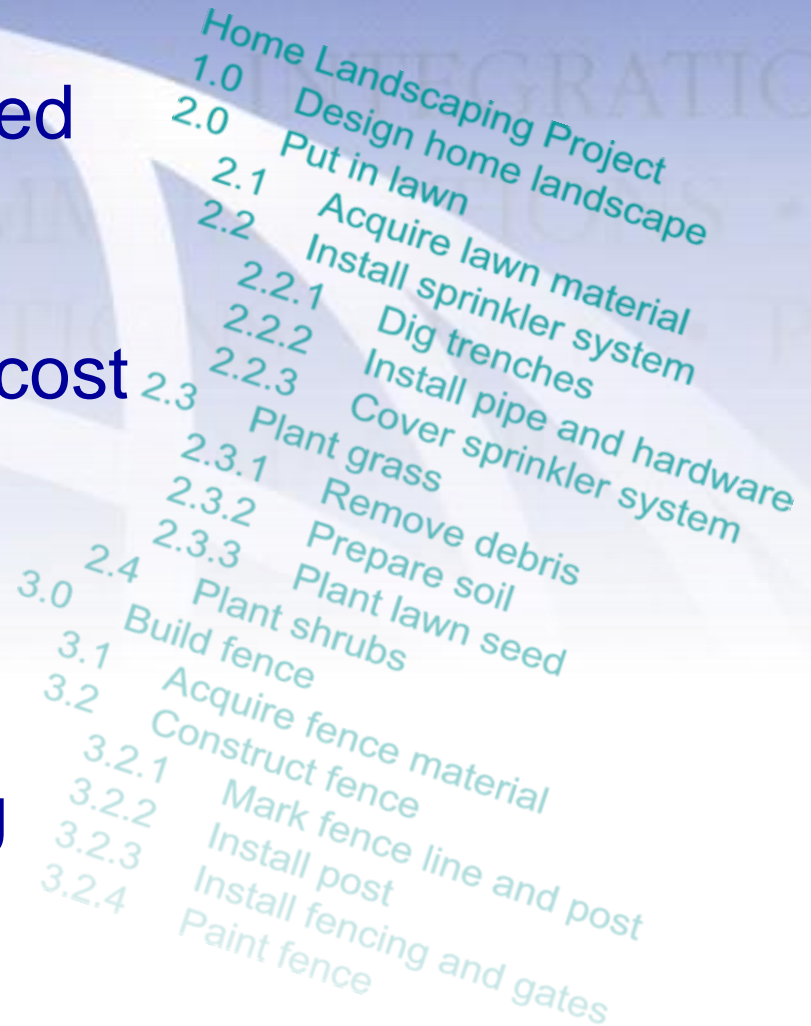 ed
cost
g
Home Landscaping Project
1.0 Design home landscape
2.0 Put in lawn
2.1 Acquire lawn material
2.2 Install sprinkler system
2.2.1 Dig trenches
2.2.2 Install pipe and hardware
2.2.3 Cover sprinkler system
2.3 Plant grass
2.3.1 Remove debris
2.3.2 Prepare soil
2.3.3 Plant lawn seed
2.4 Plant shrubs
3.0 Build fence
3.1 Acquire fence material
3.2 Construct fence
3.2.1 Mark fence line and post
3.2.2 Install post
3.2.3 Install fencing and gates
3.2.4 Paint fence